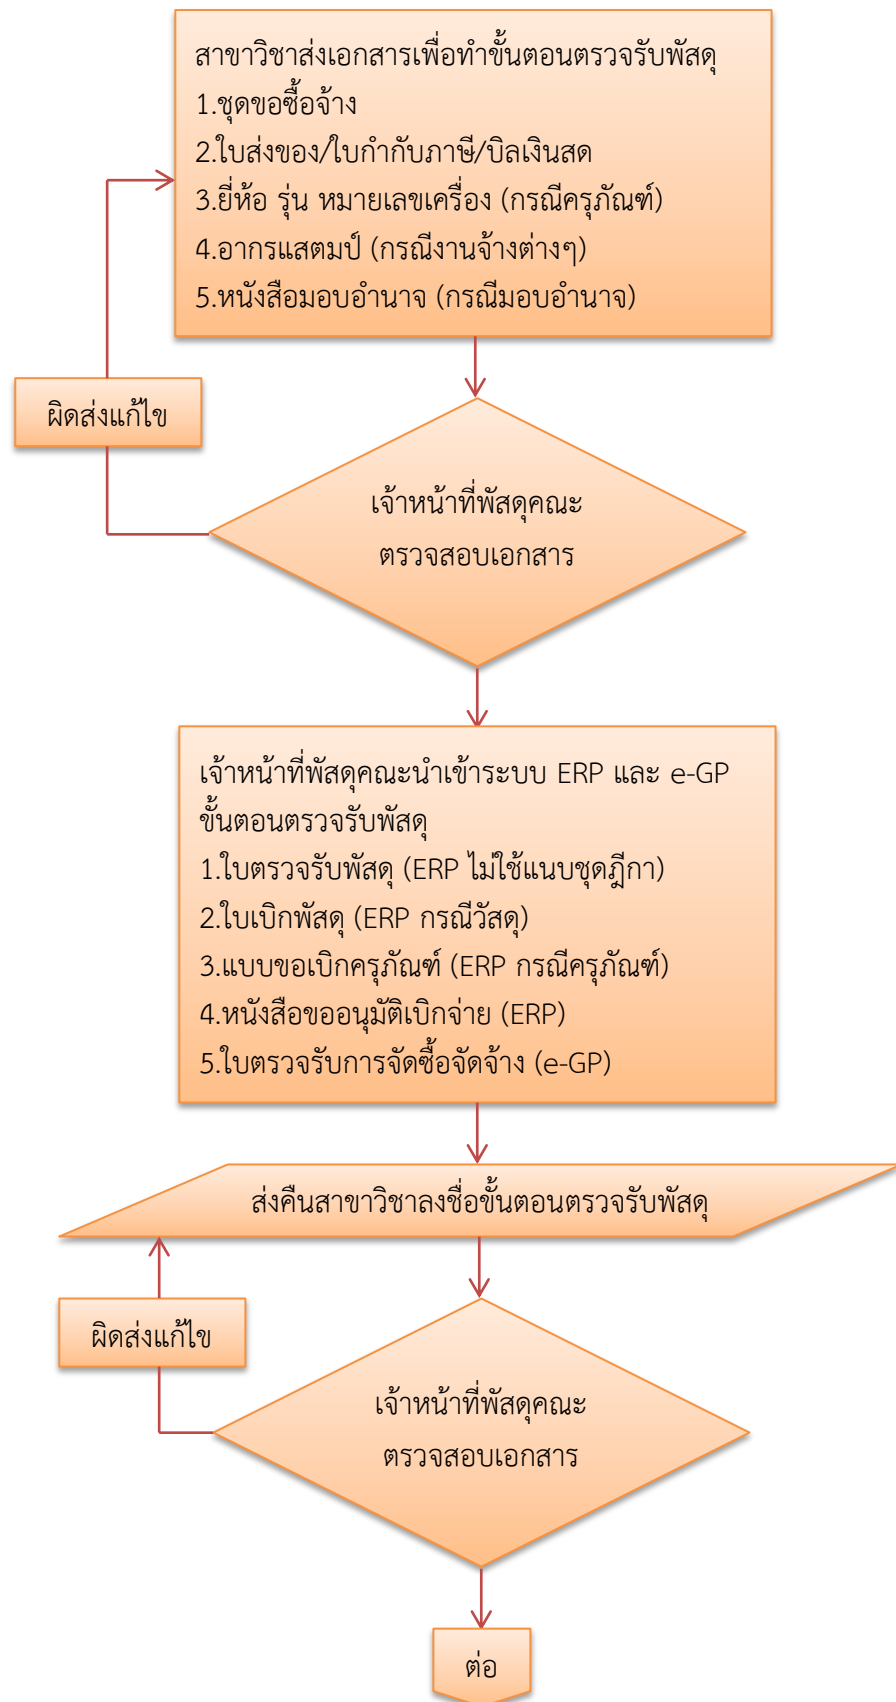 สาขาวิชาส่งเอกสารเพื่อทำขั้นตอนตรวจรับพัสดุ
1.ชุดขอซื้อจ้าง
2.ใบส่งของ/ใบกำกับภาษี/บิลเงินสด
3.ยี่ห้อ รุ่น หมายเลขเครื่อง (กรณีครุภัณฑ์)
4.อากรแสตมป์ (กรณีงานจ้างต่างๆ)
5.หนังสือมอบอำนาจ (กรณีมอบอำนาจ)
ผิดส่งแก้ไข
เจ้าหน้าที่พัสดุคณะ
ตรวจสอบเอกสาร
เจ้าหน้าที่พัสดุคณะนำเข้าระบบ ERP และ e-GP
ขั้นตอนตรวจรับพัสดุ
1.ใบตรวจรับพัสดุ (ERP ไม่ใช้แนบชุดฎีกา)
2.ใบเบิกพัสดุ (ERP กรณีวัสดุ)
3.แบบขอเบิกครุภัณฑ์ (ERP กรณีครุภัณฑ์)
4.หนังสือขออนุมัติเบิกจ่าย (ERP)
5.ใบตรวจรับการจัดซื้อจัดจ้าง (e-GP)
ส่งคืนสาขาวิชาลงชื่อขั้นตอนตรวจรับพัสดุ
ผิดส่งแก้ไข
เจ้าหน้าที่พัสดุคณะ
ตรวจสอบเอกสาร
ต่อ